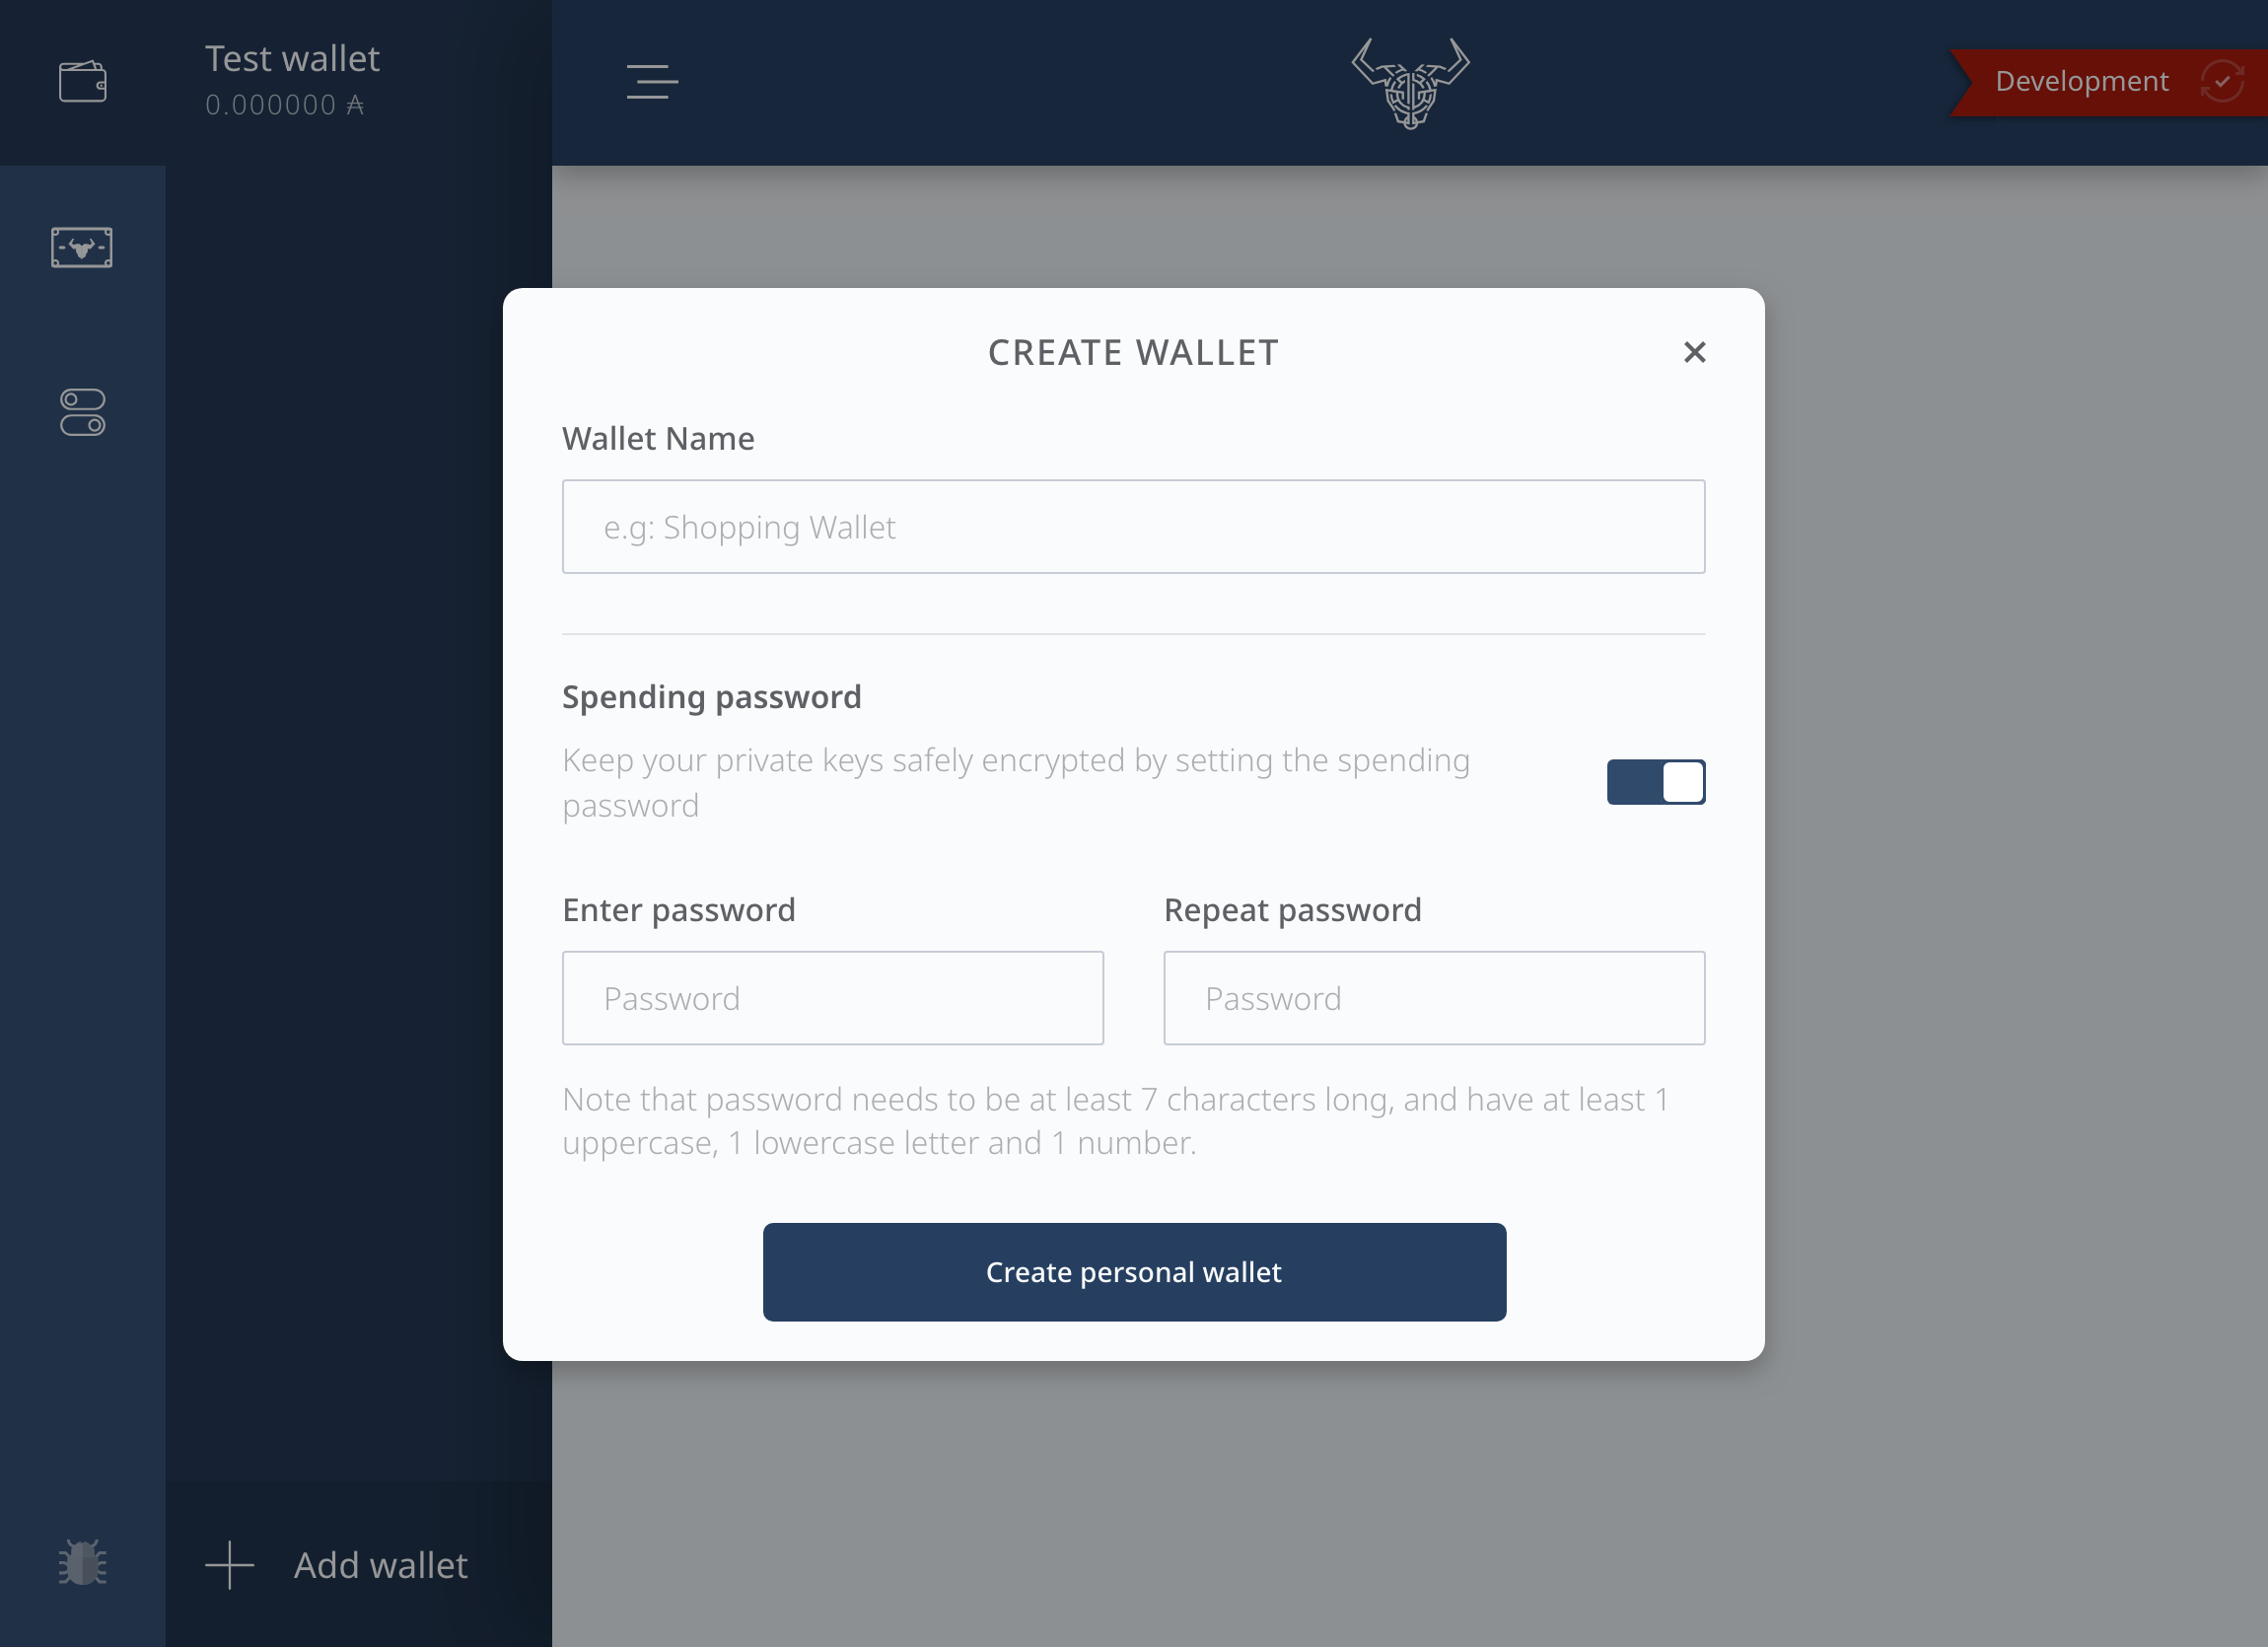 Test wallet
0.000000 ₳
Development
CREATE WALLET
Wallet Name
e.g: Shopping Wallet
Spending password
Keep your private keys safely encrypted by setting the spending
password
Enter password
Repeat password
Password
Password
Note that password needs to be at least 7 characters long, and have at least 1
uppercase, 1 lowercase letter and 1 number.
Create personal wallet
Add wallet